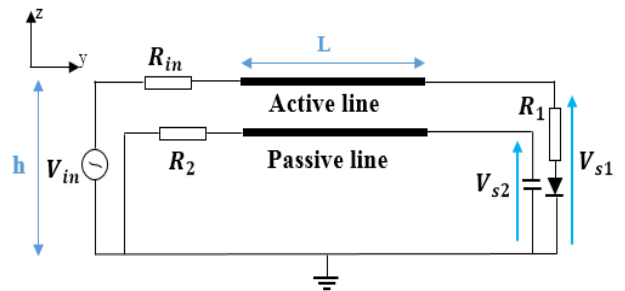 z
y
L
R_in
Active line
R_1
h
V_in
R_2
Passive line
V_s2
V_s1